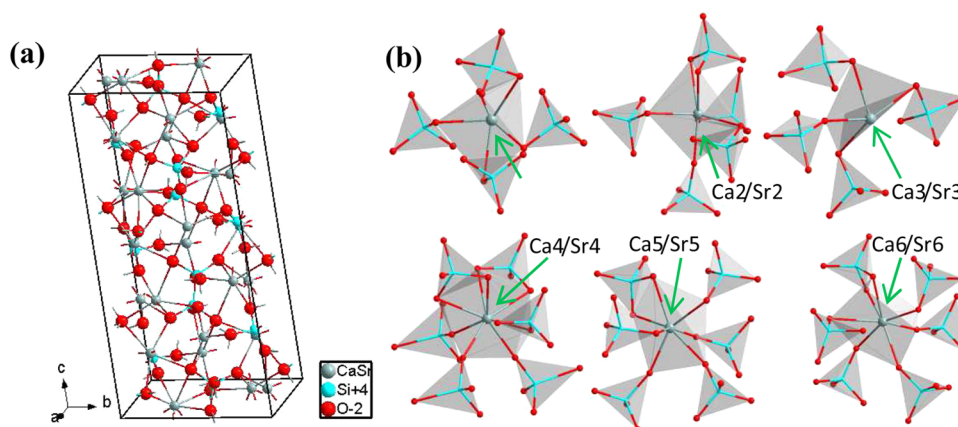 (a)
c
b
a
CaSr
Si+4
O-2
(b)
Ca2/Sr2
Ca3/Sr3
Ca4/Sr4
Ca5/Sr5
Ca6/Sr6